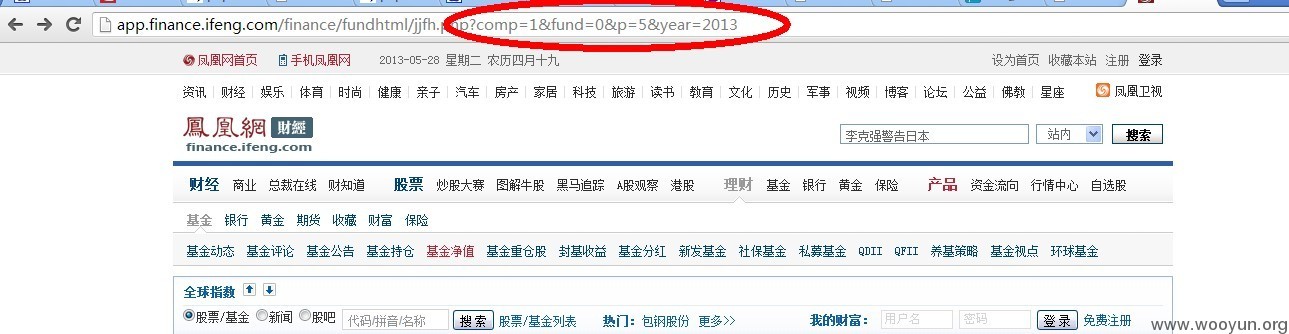 app.finance.ifeng.com/finance/fundhtml/jjfh.php?comp=1&fund=0&p=5&year=2013
凤凰网首页 手机凤凰网 2013-05-28 星期二 农历四月十九 设为首页 收藏本站 注册 登录
资讯 财经 娱乐 体育 时尚 健康 亲子 汽车 房产 家居 科技 旅游 读书 教育 文化 历史 军事 视频 博客 论坛 公益 佛教 星座 凤凰卫视
鳳凰網 財經
finance.ifeng.com
李克强警告日本 站内 搜索
财经 商业 总裁在线 财知道 股票 炒股大赛 图解牛股 黑马追踪 A股观察 港股 理财 基金 银行 黄金 保险 产品 资金流向 行情中心 自选股
基金 银行 黄金 期货 收藏 财富 保险
基金动态 基金评论 基金公告 基金持仓 基金净值 基金重仓股 封基收益 基金分红 新发基金 社保基金 私募基金 QDII QFII 养基策略 基金视点 环球基金
全球指数
股票/基金 新闻 股吧 代码/拼音/名称 搜索 股票/基金列表 热门: 包钢股份 更多>> 我的财富: 用户名 密码 登录 免费注册
www.wooyun.org